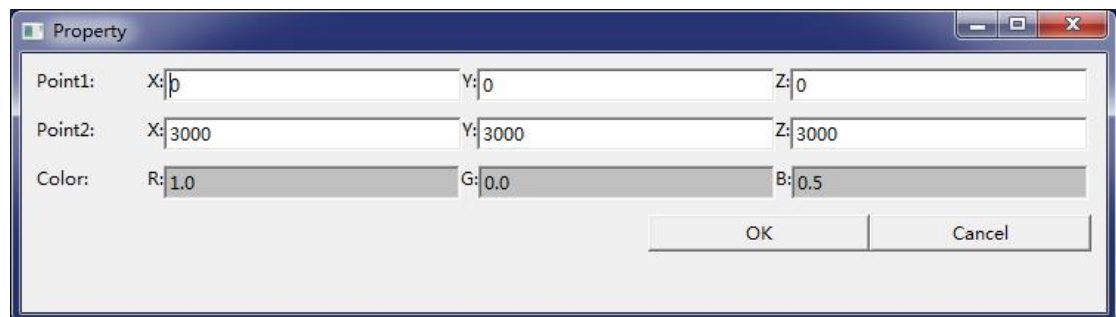 Property
Point1: X: 0 Y: 0 Z: 0
Point2: X: 3000 Y: 3000 Z: 3000
Color: R: 1.0 G: 0.0 B: 0.5
OK Cancel